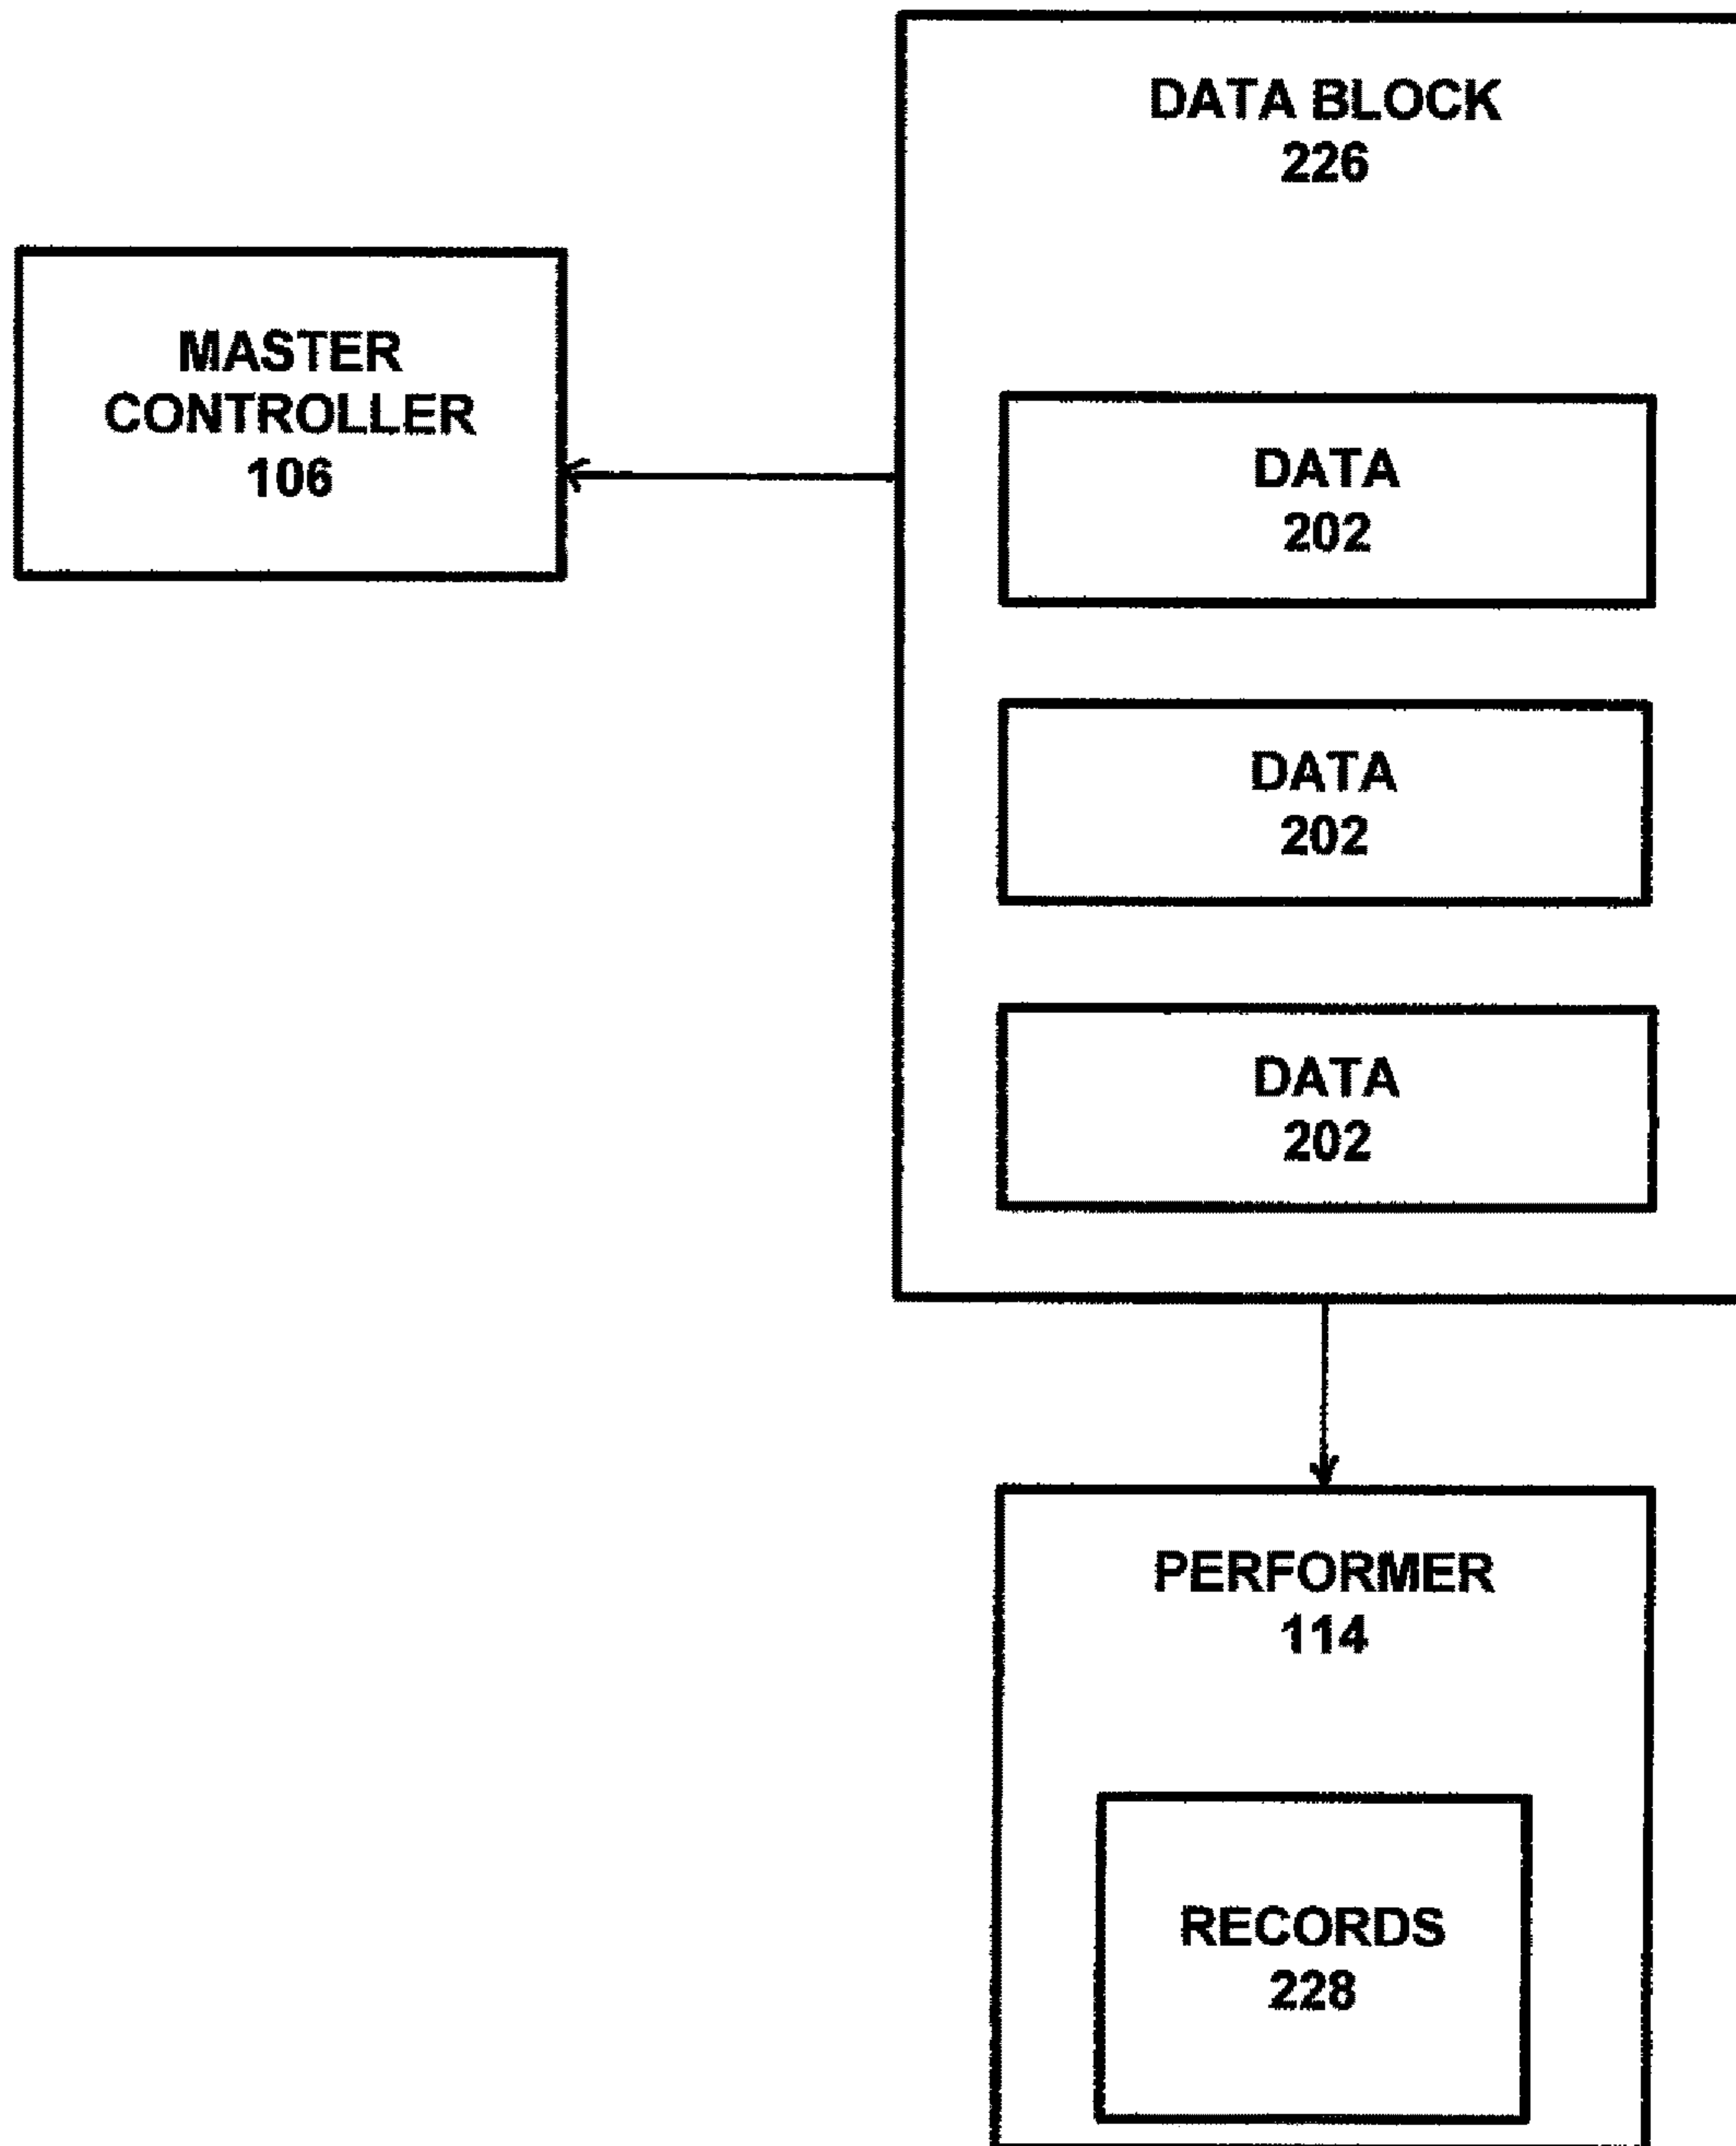 DATA BLOCK
226
MASTER
CONTROLLER
106
DATA
202
DATA
202
DATA
202
PERFORMER
114
RECORDS
228